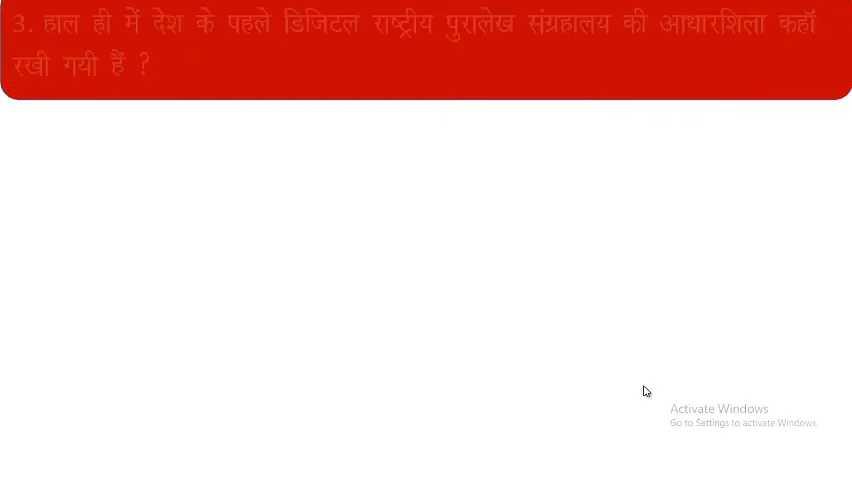 3. हाल ही में देश के पहले डिजिटल राष्ट्रीय पुरालेख संग्रहालय की आधारशिला कहॉ
रखी गयी हैं ?
Activate Windows
Go to Settings to activate Windows.